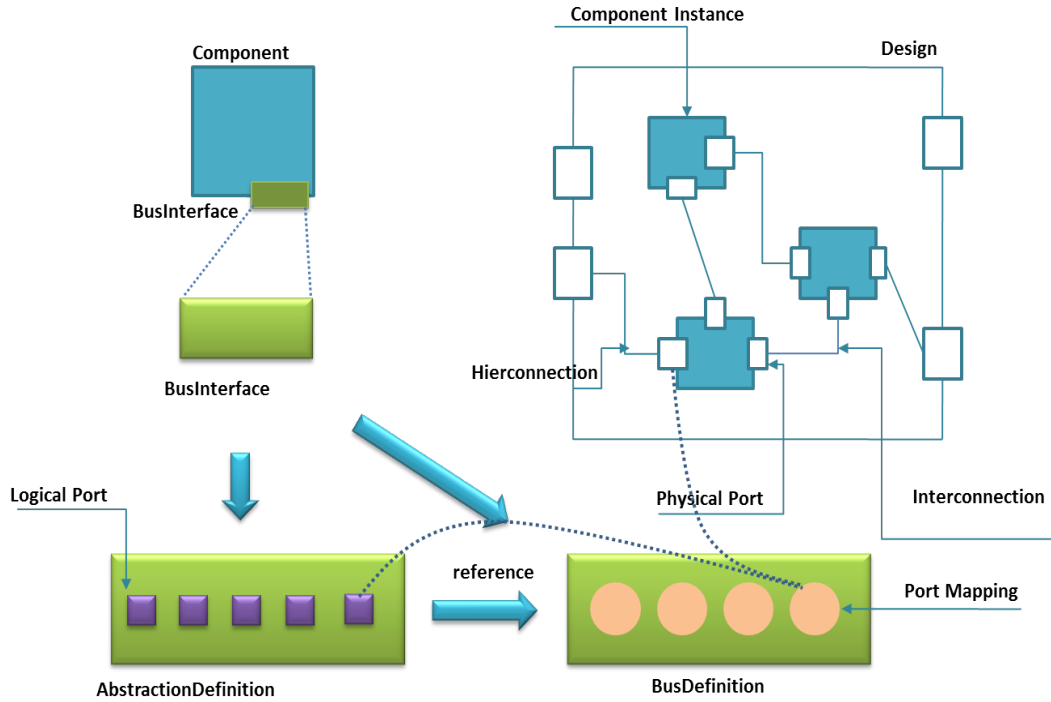 Component Instance
Component
Design
BusInterface
Hierconnection
BusInterface
Logical Port
Physical Port
Interconnection
reference
Port Mapping
AbstractionDefinition
BusDefinition